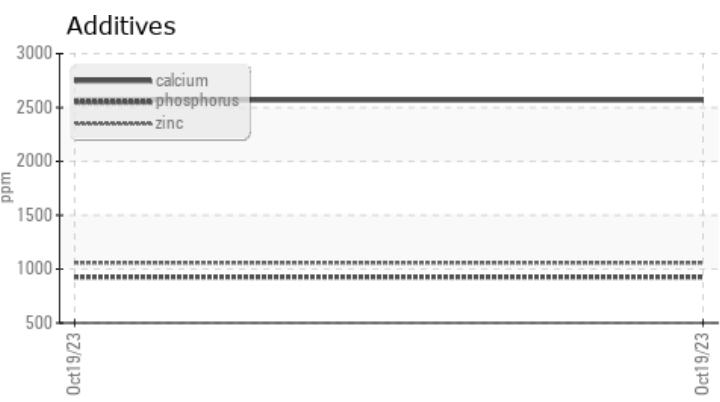 Additives
3000
2500
2000
1500
1000
500
ppm
calcium
phosphorus
zinc
Oct19/23
Oct19/23